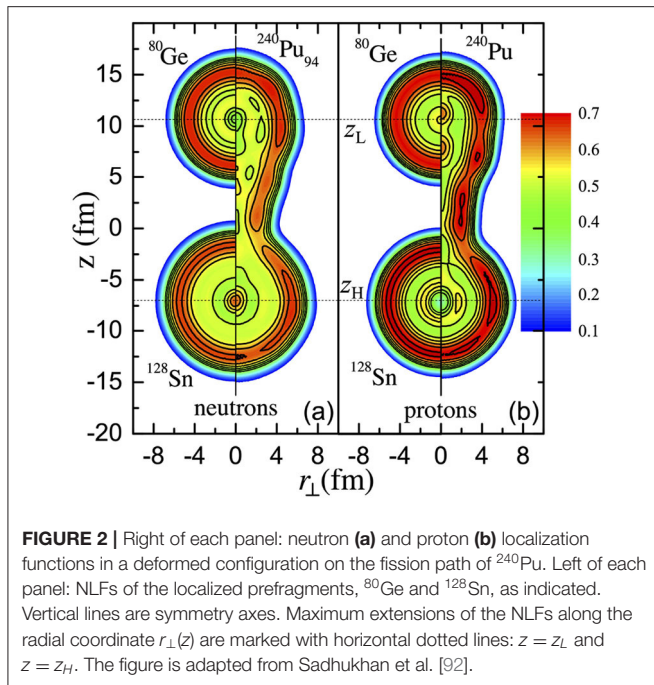 ⁸⁰Ge
²⁴⁰Pu₉₄
⁸⁰Ge
²⁴⁰Pu
15
10
5
0
-5
-10
-15
-20
z (fm)
z_L
z_H
¹²⁸Sn
neutrons
(a)
¹²⁸Sn
protons
(b)
0.7
0.6
0.5
0.4
0.3
0.2
0.1
-8 -4 0 4 8 -8 -4 0 4 8
r⊥(fm)
FIGURE 2 | Right of each panel: neutron (a) and proton (b) localization
functions in a deformed configuration on the fission path of ²⁴⁰Pu. Left of each
panel: NLFs of the localized prefragments, ⁸⁰Ge and ¹²⁸Sn, as indicated.
Vertical lines are symmetry axes. Maximum extensions of the NLFs along the
radial coordinate r⊥(z) are marked with horizontal dotted lines: z = z_L and
z = z_H. The figure is adapted from Sadhukhan et al. [92].